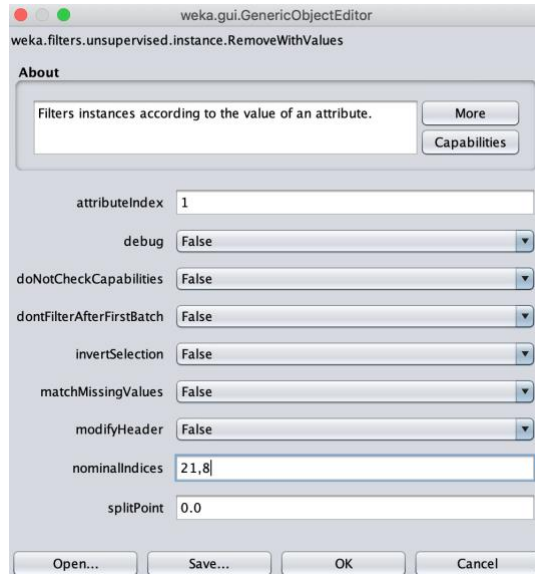 weka.gui.GenericObjectEditor
weka.filters.unsupervised.instance.RemoveWithValues
About
Filters instances according to the value of an attribute.
More
Capabilities
attributeIndex 1
debug False
doNotCheckCapabilities False
dontFilterAfterFirstBatch False
invertSelection False
matchMissingValues False
modifyHeader False
nominalIndices 21,8
splitPoint 0.0
Open... Save... OK Cancel